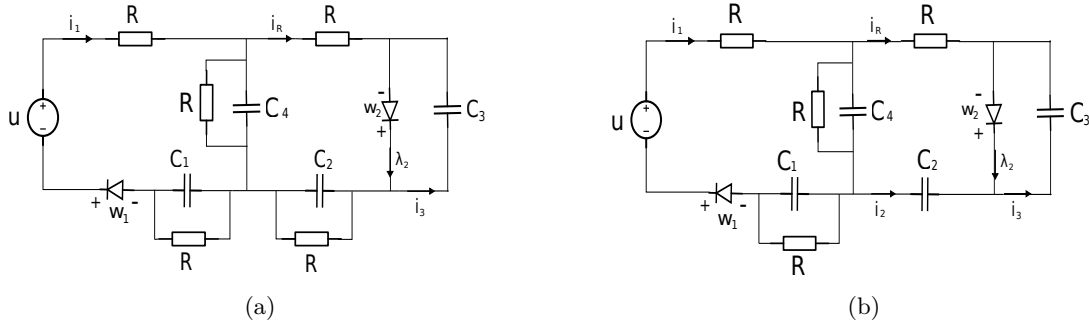 i1 R iR R
R C4 w2 - + C3
u + -
λ2
C1 C2
+ w1 - i3
R R
(a)
i1 R iR R
R C4 w2 - + C3
u + -
λ2
C1 C2
+ w1 - i2 i3
R
(b)